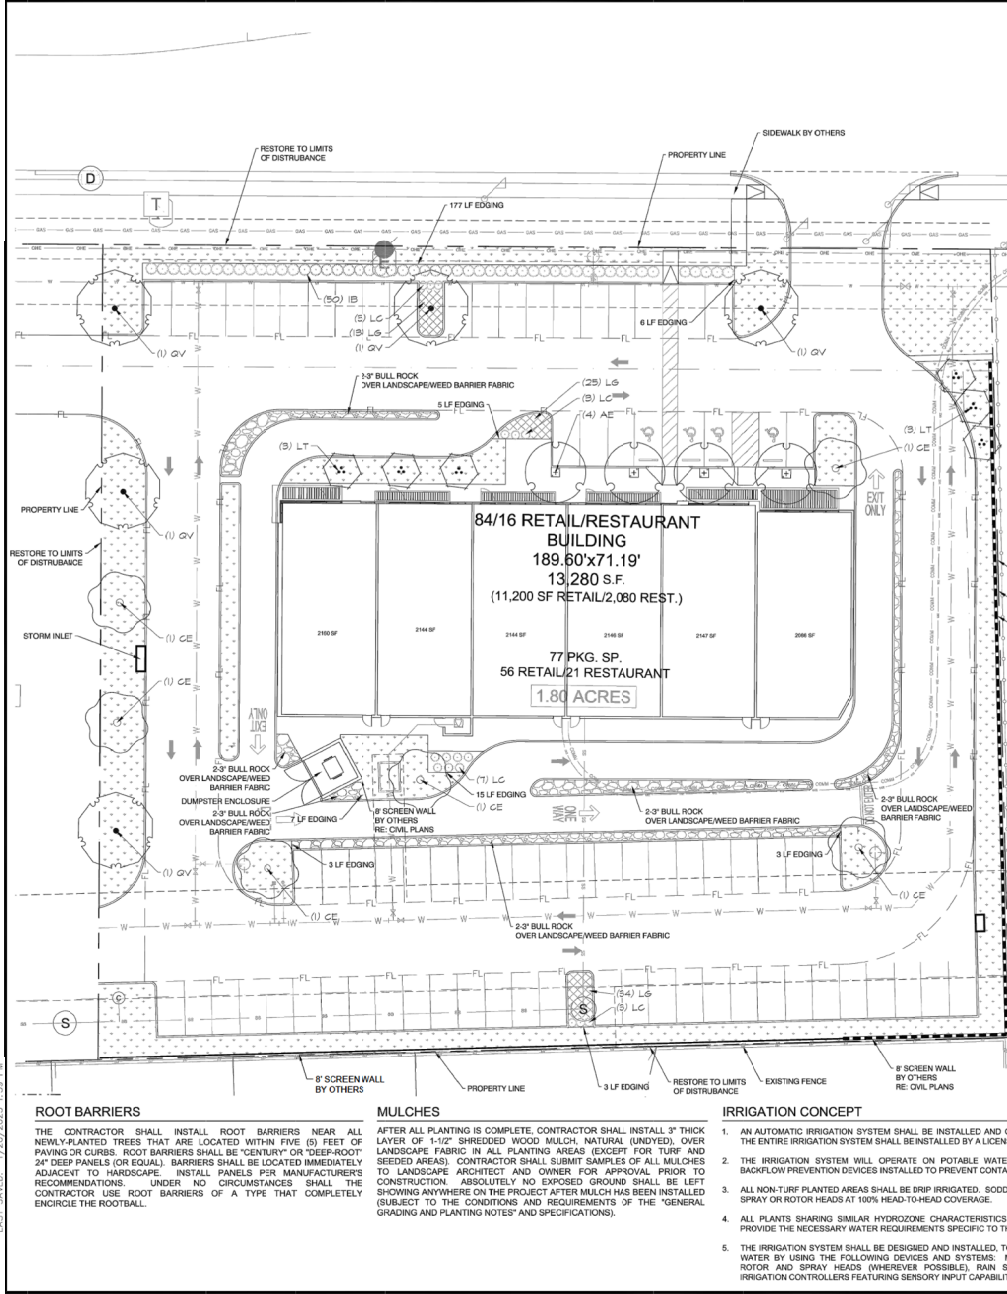 SIDEWALK BY OTHERS
RESTORE TO LIMITS
OF DISTRUBANCE
PROPERTY LINE
D
T
177 LF EDGING
E
(50) IB
(5) LC
(13) LG
(1) QV
6 LF EDGING
(1) QV
(1) QV
2-3" BULL ROCK
OVER LANDSCAPE/WEED BARRIER FABRIC
5 LF EDGING
(25) LG
(3) LC
(4) AE
(3) LT
(3) LT
(1) CE
EXIT
ONLY
PROPERTY LINE
(1) QV
RESTORE TO LIMITS
OF DISTRUBANCE
84/16 RETAIL/RESTAURANT
BUILDING
189.60'x71.19'
13,280 S.F.
(11,200 SF RETAIL/2,080 REST.)
STORM INLET
(1) CE
2144 SF
2144 SF
2147 SF
77 PKG. SP.
56 RETAIL/21 RESTAURANT
1.80 ACRES
(1) CE
EXIT
ONLY
2-3" BULL ROCK
OVER LANDSCAPE/WEED
BARRIER FABRIC
DUMPSTER ENCLOSURE
2-3" BULL ROCK
OVER LANDSCAPE/WEED
BARRIER FABRIC
7 LF EDGING
8' SCREEN WALL
BY OTHERS
RE: CIVIL PLANS
(7) LC
15 LF EDGING
(1) CE
ONE
WAY
2-3" BULL ROCK
OVER LANDSCAPE/WEED BARRIER FABRIC
DO NOT ENTER
2-3" BULL ROCK
OVER LANDSCAPE/WEED
BARRIER FABRIC
(1) QV
3 LF EDGING
3 LF EDGING
(1) CE
(1) CE
2-3" BULL ROCK
OVER LANDSCAPE/WEED BARRIER FABRIC
C
S
S
(54) LG
(5) LC
8' SCREEN WALL
BY OTHERS
PROPERTY LINE
3 LF EDGING
RESTORE TO LIMITS
OF DISTRUBANCE
EXISTING FENCE
8' SCREEN WALL
BY OTHERS
RE: CIVIL PLANS
ROOT BARRIERS
THE CONTRACTOR SHALL INSTALL ROOT BARRIERS NEAR ALL
NEWLY-PLANTED TREES THAT ARE LOCATED WITHIN FIVE (5) FEET OF
PAVING OR CURBS. ROOT BARRIERS SHALL BE "CENTURY" OR "DEEP-ROOT"
24" DEEP PANELS (OR EQUAL). BARRIERS SHALL BE LOCATED IMMEDIATELY
ADJACENT TO HARDSCAPE. INSTALL PANELS PER MANUFACTURER'S
RECOMMENDATIONS. UNDER NO CIRCUMSTANCES SHALL THE
CONTRACTOR USE ROOT BARRIERS OF A TYPE THAT COMPLETELY
ENCIRCLE THE ROOTBALL.
MULCHES
AFTER ALL PLANTING IS COMPLETE, CONTRACTOR SHALL INSTALL 3" THICK
LAYER OF 1-1/2" SHREDDED WOOD MULCH, NATURAL (UNDYED), OVER
LANDSCAPE FABRIC IN ALL PLANTING AREAS (EXCEPT FOR TURF AND
SEEDED AREAS). CONTRACTOR SHALL SUBMIT SAMPLES OF ALL MULCHES
TO LANDSCAPE ARCHITECT AND OWNER FOR APPROVAL PRIOR TO
CONSTRUCTION. ABSOLUTELY NO EXPOSED GROUND SHALL BE LEFT
SHOWING ANYWHERE ON THE PROJECT AFTER MULCH HAS BEEN INSTALLED
(SUBJECT TO THE CONDITIONS AND REQUIREMENTS OF THE "GENERAL
GRADING AND PLANTING NOTES" AND SPECIFICATIONS).
IRRIGATION CONCEPT
1. AN AUTOMATIC IRRIGATION SYSTEM SHALL BE INSTALLED AND
THE ENTIRE IRRIGATION SYSTEM SHALL BE INSTALLED BY A LICEN
2. THE IRRIGATION SYSTEM WILL OPERATE ON POTABLE WATE
BACKFLOW PREVENTION DEVICES INSTALLED TO PREVENT CONTA
3. ALL NON-TURF PLANTED AREAS SHALL BE DRIP IRRIGATED. SODD
SPRAY OR ROTOR HEADS AT 100% HEAD-TO-HEAD COVERAGE.
4. ALL PLANTS SHARING SIMILAR HYDROZONE CHARACTERISTICS
PROVIDE THE NECESSARY WATER REQUIREMENTS SPECIFIC TO TH
5. THE IRRIGATION SYSTEM SHALL BE DESIGNED AND INSTALLED, T
WATER BY USING THE FOLLOWING DEVICES AND SYSTEMS:
ROTOR AND SPRAY HEADS (WHEREVER POSSIBLE), RAIN S
IRRIGATION CONTROLLERS FEATURING SENSORY INPUT CAPABILIT